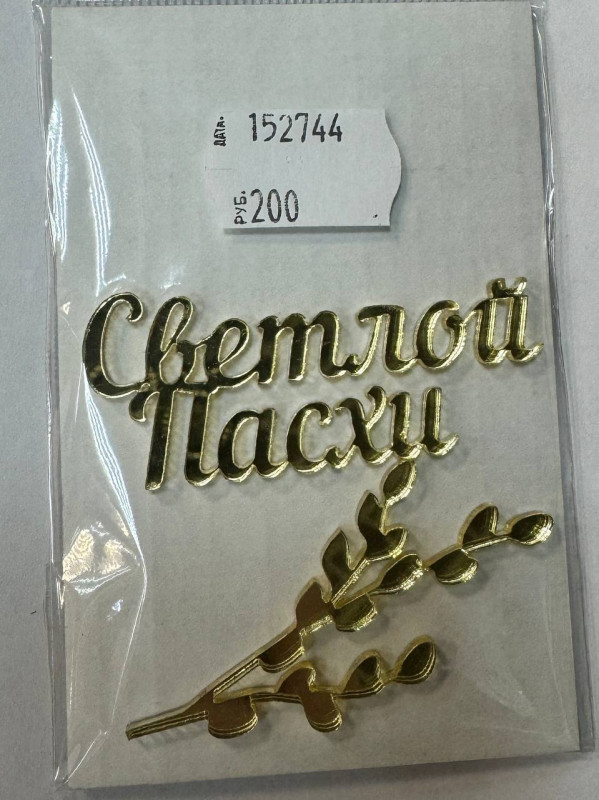 ДАТА. 152744
РУБ. 200
Светлой
Пасхи